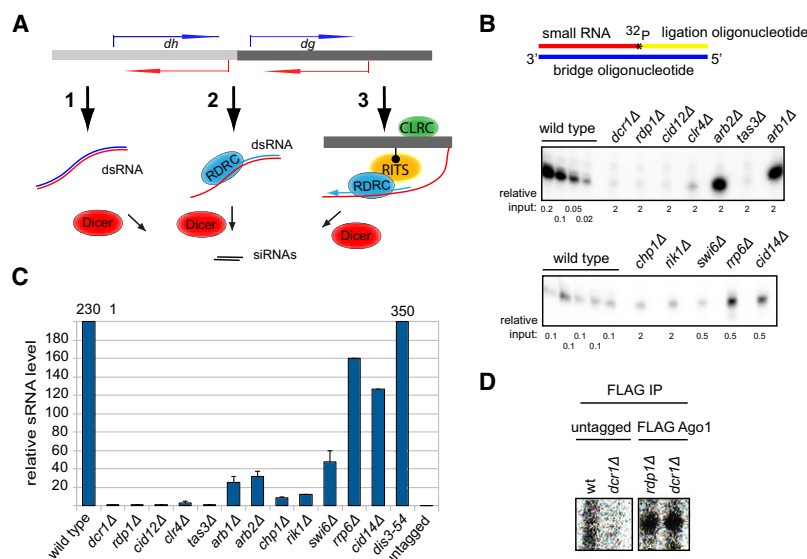 A
dh
dg
1
2
3
CLRC
dsRNA
RDRC
dsRNA
RITS
RDRC
Dicer
Dicer
Dicer
siRNAs
B
small RNA
32P
ligation oligonucleotide
*
3’
5’
bridge oligonucleotide
wild type
dcr1Δ
rdp1Δ
cid12Δ
clr4Δ
arb2Δ
tas3Δ
arb1Δ
relative
input:
0.2
0.1
0.05
0.02
2
2
2
2
2
2
2
wild type
chp1Δ
rik1Δ
swi6Δ
rrp6Δ
cid14Δ
relative
input:
0.1
0.1
0.1
0.1
0.1
2
2
0.5
0.5
0.5
C
230
1
350
relative sRNA level
180
160
140
120
100
80
60
40
20
wild type
dcr1Δ
rdp1Δ
cid12Δ
clr4Δ
tas3Δ
arb1Δ
arb2Δ
chp1Δ
rik1Δ
swi6Δ
rrp6Δ
cid14Δ
dis3-54
untagged
D
FLAG IP
untagged
FLAG Ago1
wt
dcr1Δ
rdp1Δ
dcr1Δ